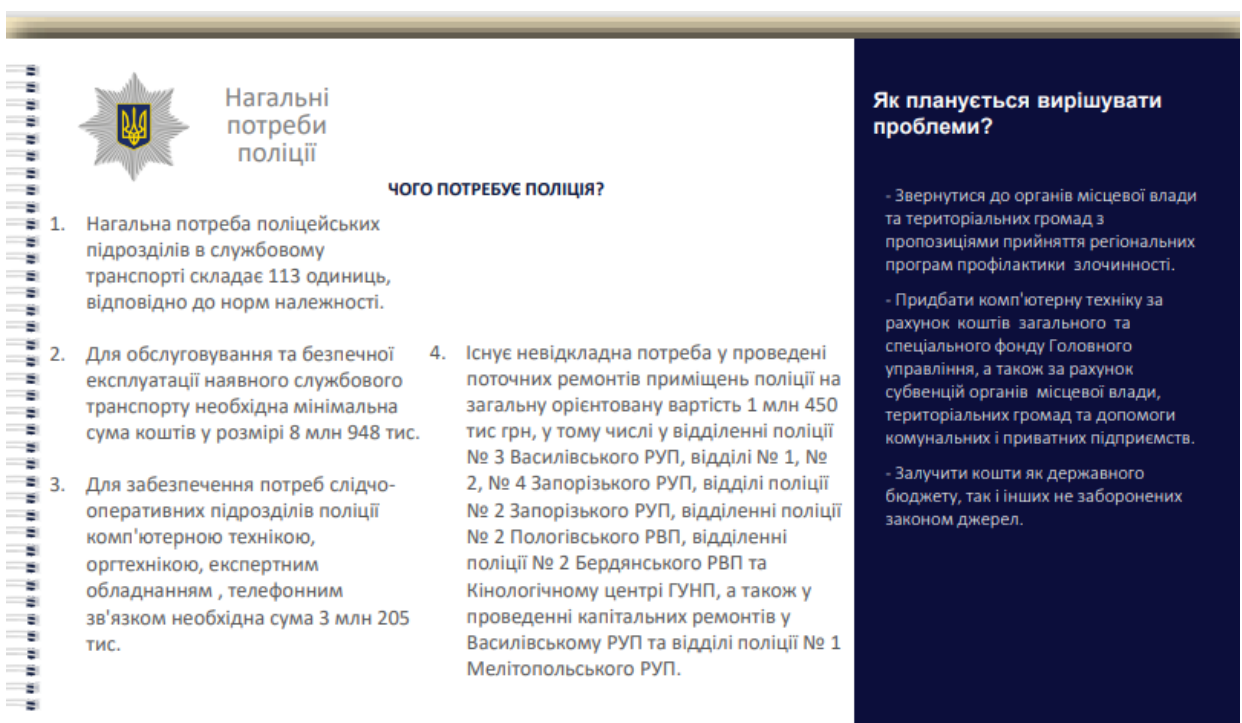 Нагальні
потреби
поліції
ЧОГО ПОТРЕБУЄ ПОЛІЦІЯ?
1. Нагальна потреба поліцейських
підрозділів в службовому
транспорті складає 113 одиниць,
відповідно до норм належності.
2. Для обслуговування та безпечної
експлуатації наявного службового
транспорту необхідна мінімальна
сума коштів у розмірі 8 млн 948 тис.
3. Для забезпечення потреб слідчо-
оперативних підрозділів поліції
комп'ютерною технікою,
оргтехнікою, експертним
обладнанням , телефонним
зв'язком необхідна сума 3 млн 205
тис.
4. Існує невідкладна потреба у проведені
поточних ремонтів приміщень поліції на
загальну орієнтовану вартість 1 млн 450
тис грн, у тому числі у відділенні поліції
№ 3 Василівського РУП, відділі № 1, №
2, № 4 Запорізького РУП, відділі поліції
№ 2 Запорізького РУП, відділенні поліції
№ 2 Пологівського РВП, відділенні
поліції № 2 Бердянського РВП та
Кінологічному центрі ГУНП, а також у
проведенні капітальних ремонтів у
Василівському РУП та відділі поліції № 1
Мелітопольського РУП.
Як планується вирішувати
проблеми?
- Звернутися до органів місцевої влади
та територіальних громад з
пропозиціями прийняття регіональних
програм профілактики злочинності.
- Придбати комп'ютерну техніку за
рахунок коштів загального та
спеціального фонду Головного
управління, а також за рахунок
субвенцій органів місцевої влади,
територіальних громад та допомоги
комунальних і приватних підприємств.
- Залучити кошти як державного
бюджету, так і інших не заборонених
законом джерел.